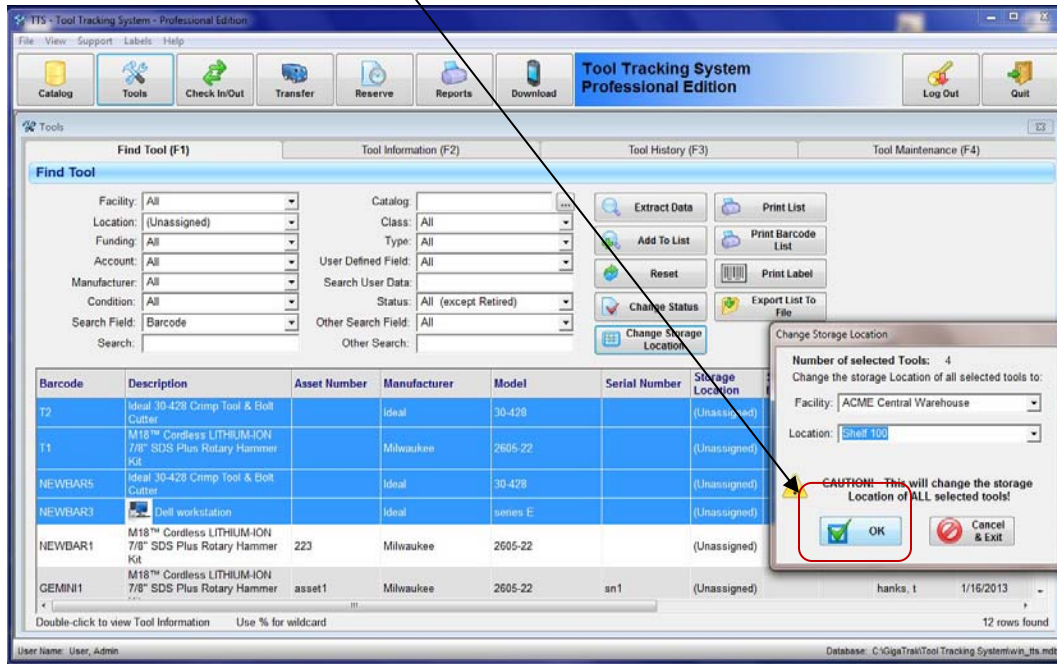 TTS - Tool Tracking System - Professional Edition
File View Support Labels Help
Catalog Tools Check In/Out Transfer Reserve Reports Download
Tool Tracking System
Professional Edition
Log Out Quit
Tools
Find Tool (F1) Tool Information (F2) Tool History (F3) Tool Maintenance (F4)
Find Tool
Facility: All
Location: (Unassigned)
Funding: All
Account: All
Manufacturer: All
Condition: All
Search Field: Barcode
Search:
Catalog: ...
Class: All
Type: All
User Defined Field: All
Search User Data:
Status: All (except Retired)
Other Search Field: All
Other Search:
Extract Data Print List
Add To List Print Barcode
List
Reset Print Label
Change Status Export List To
File
Change Storage
Location
Change Storage Location
Number of selected Tools: 4
Change the storage Location of all selected tools to:
Facility: ACME Central Warehouse
Location: Shelf 100
CAUTION! This will change the storage
Location of ALL selected tools!
OK Cancel
& Exit
Barcode Description Asset Number Manufacturer Model Serial Number Storage
Location
T2 Ideal 30-428 Crimp Tool & Bolt
Cutter Ideal 30-428 (Unassigned)
T1 M18™ Cordless LITHIUM-ION
7/8" SDS Plus Rotary Hammer
Kit Milwaukee 2605-22 (Unassigned)
NEWBAR5 Ideal 30-428 Crimp Tool & Bolt
Cutter Ideal 30-428 (Unassigned)
NEWBAR3 Dell workstation Ideal series E (Unassigned)
NEWBAR1 M18™ Cordless LITHIUM-ION
7/8" SDS Plus Rotary Hammer
Kit 223 Milwaukee 2605-22 (Unassigned)
GEMINI1 M18™ Cordless LITHIUM-ION
7/8" SDS Plus Rotary Hammer asset1 Milwaukee 2605-22 sn1 (Unassigned) hanks, t 1/16/2013
Double-click to view Tool Information Use % for wildcard 12 rows found
User Name: User, Admin Database: C:\GigaTrak\Tool Tracking System\win_tts.mdb